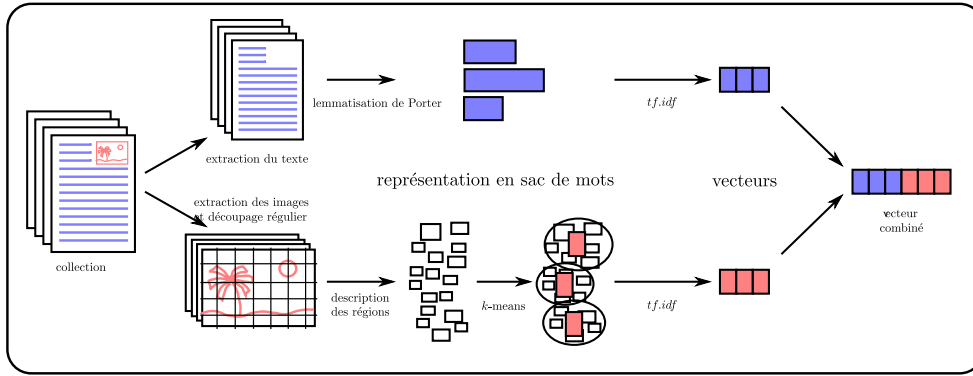 lemmatisation de Porter
tf.idf
extraction du texte
représentation en sac de mots
vecteurs
extraction des images
et découpage régulier
collection
vecteur
combiné
description
des régions
k-means
tf.idf